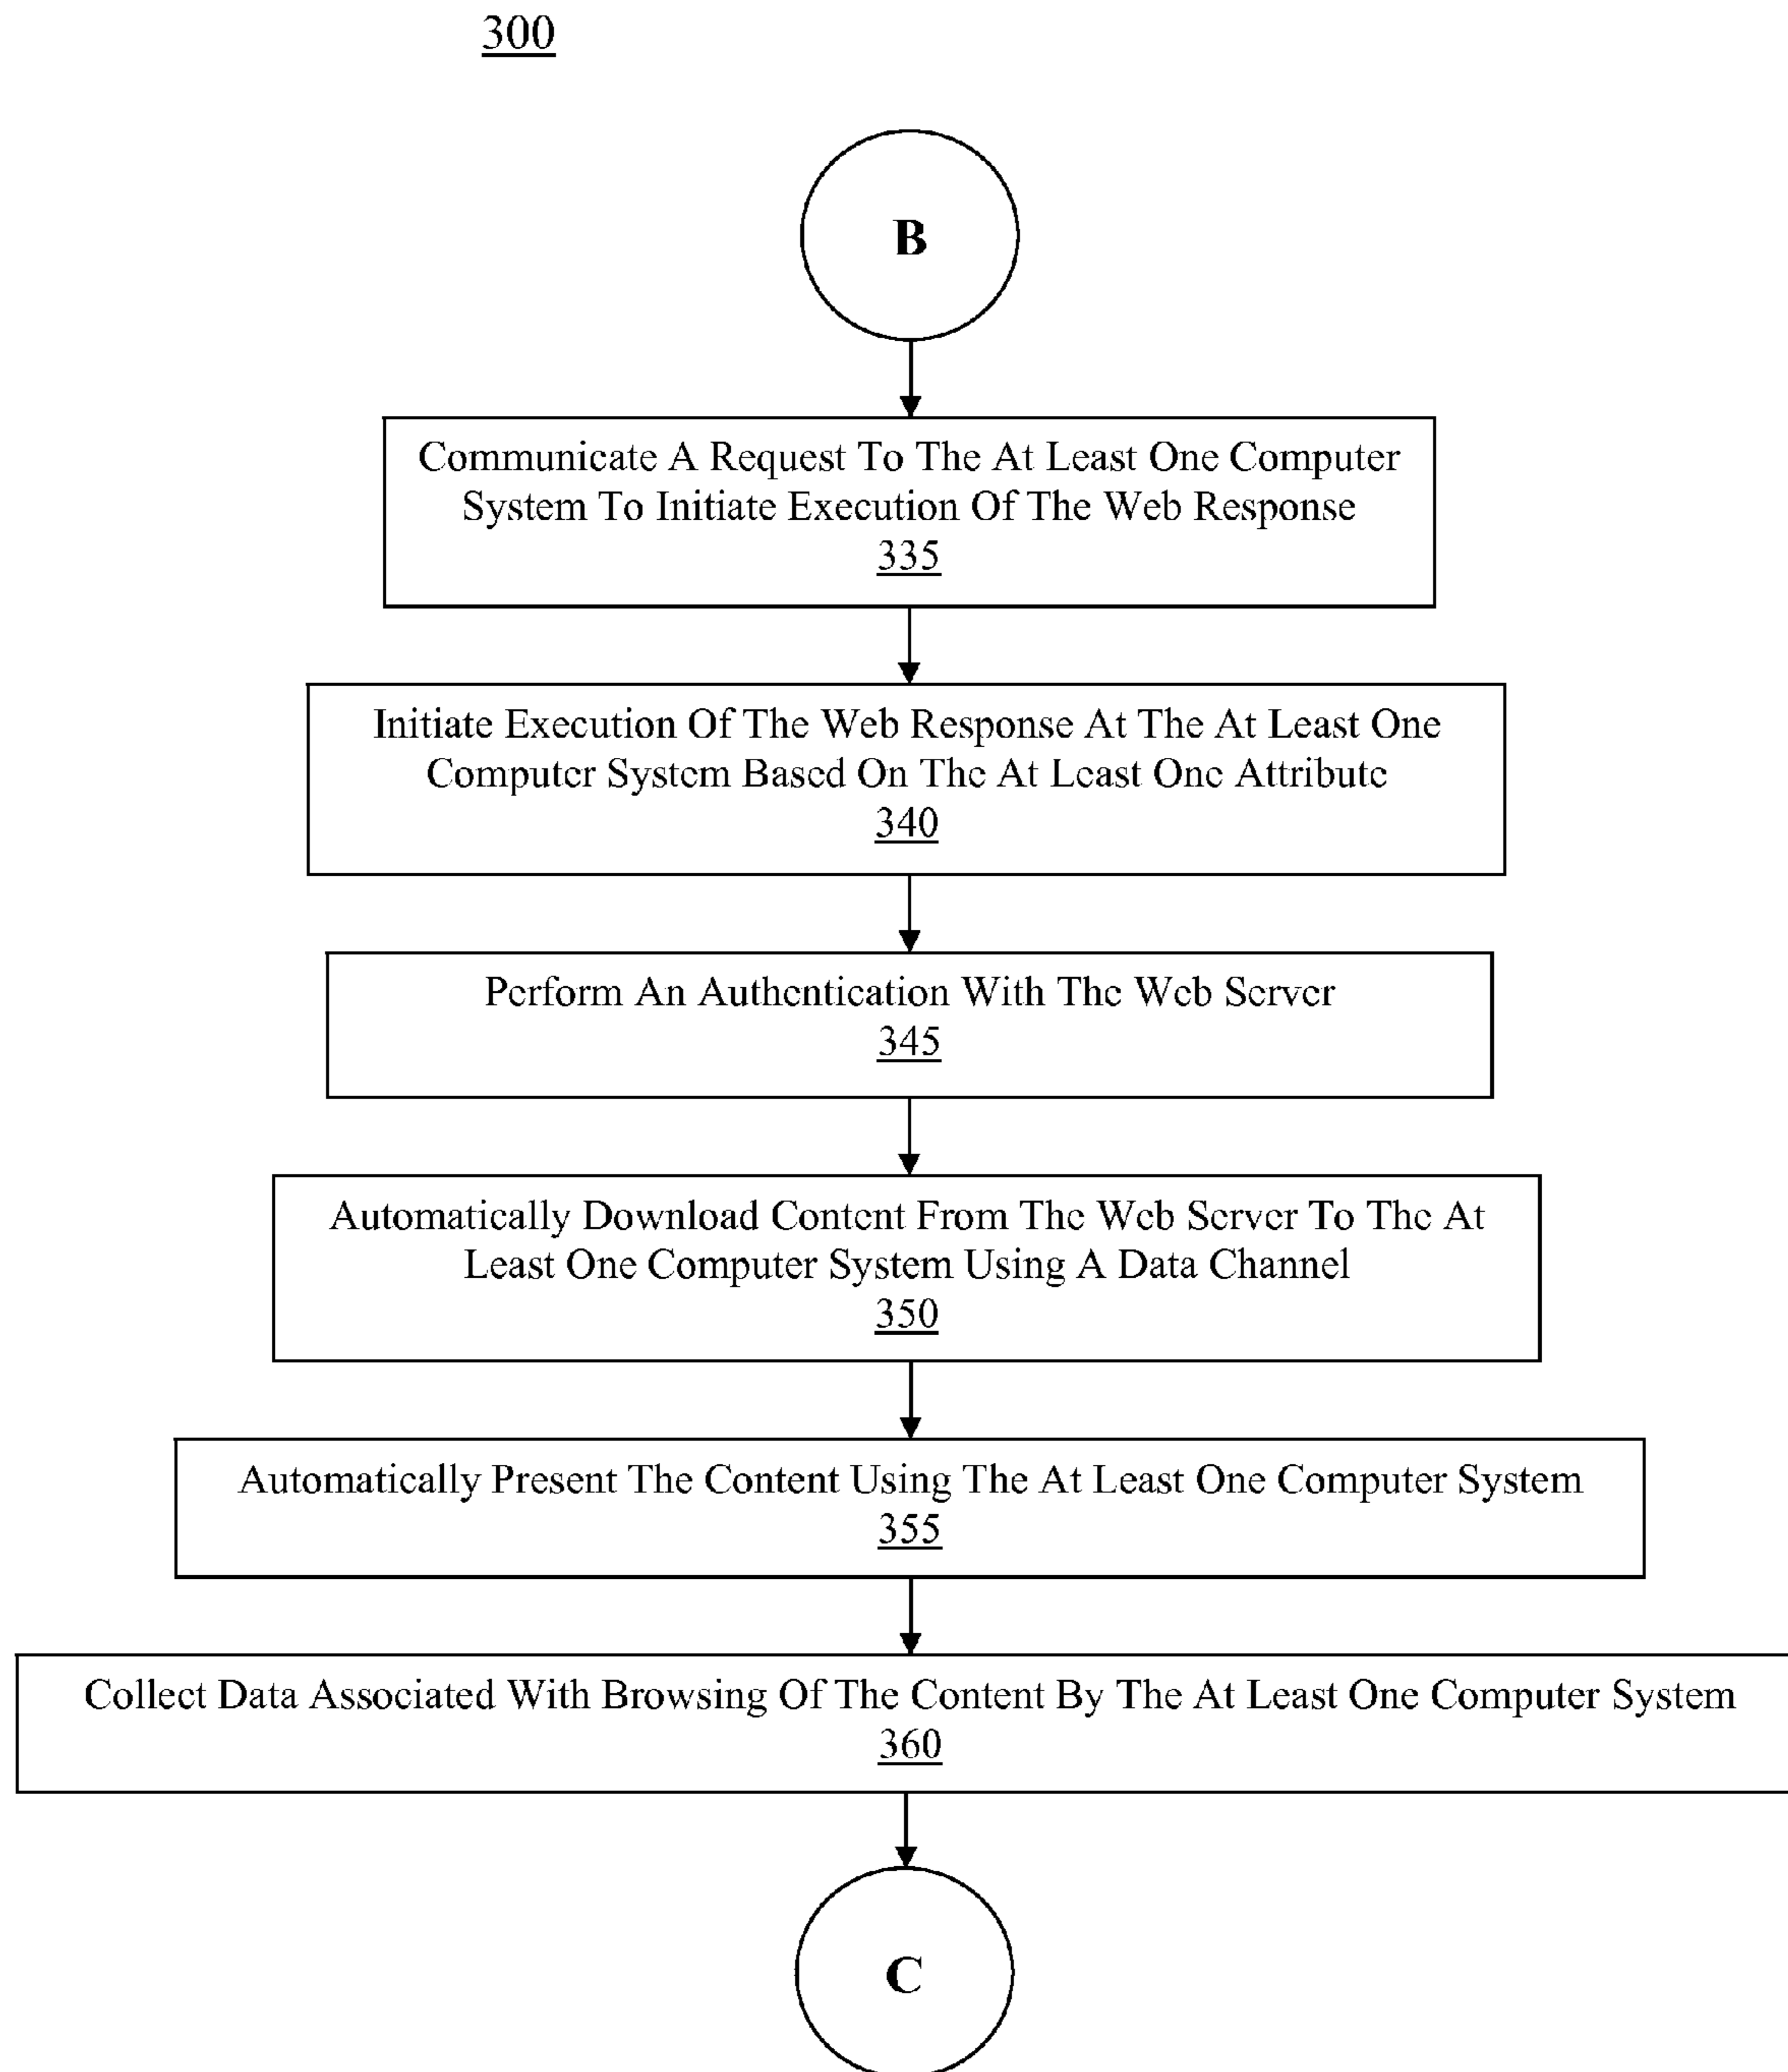 300
B
Communicate A Request To The At Least One Computer
System To Initiate Execution Of The Web Response
335
Initiate Execution Of The Web Response At The At Least One
Computer System Based On The At Least One Attribute
340
Perform An Authentication With The Web Server
345
Automatically Download Content From The Web Server To The At
Least One Computer System Using A Data Channel
350
Automatically Present The Content Using The At Least One Computer System
355
Collect Data Associated With Browsing Of The Content By The At Least One Computer System
360
C